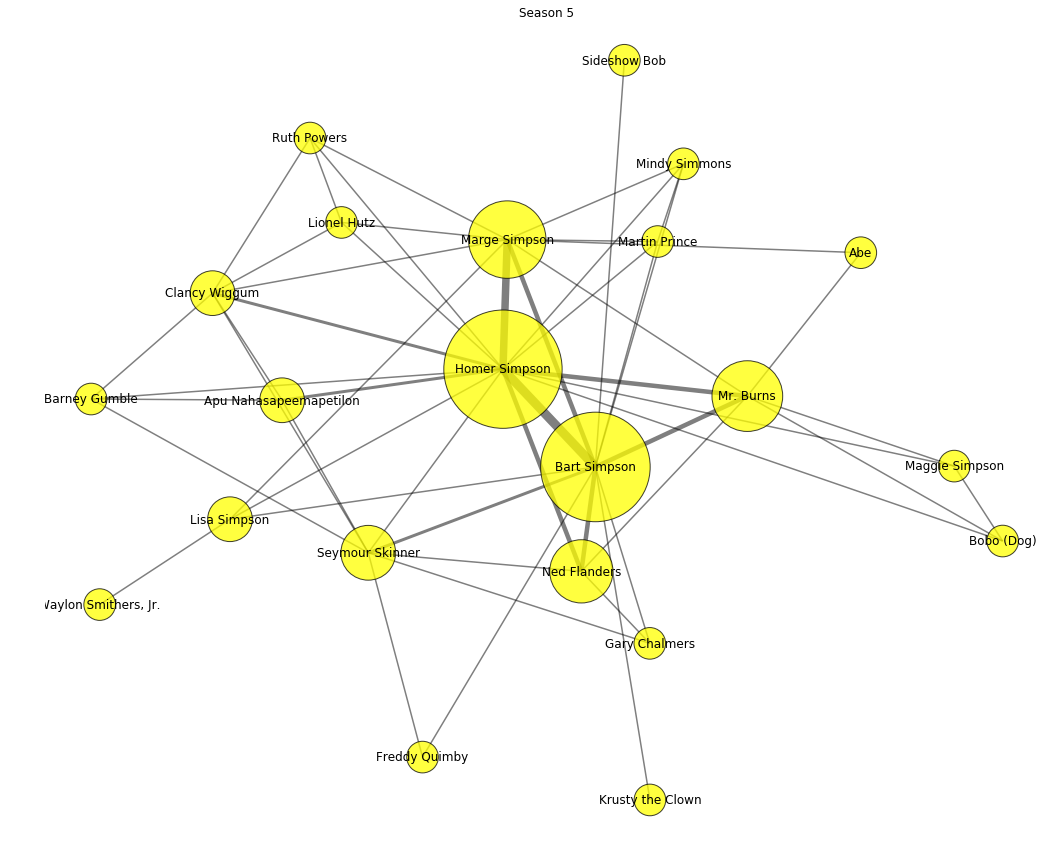 Season 5
Sideshow Bob
Ruth Powers
Mindy Simmons
Lionel Hutz
Marge Simpson
Martin Prince
Abe
Clancy Wiggum
Homer Simpson
Barney Gumble
Apu Nahasapeemapetilon
Mr. Burns
Bart Simpson
Maggie Simpson
Lisa Simpson
Bobo (Dog)
Seymour Skinner
Ned Flanders
Waylon Smithers, Jr.
Gary Chalmers
Freddy Quimby
Krusty the Clown